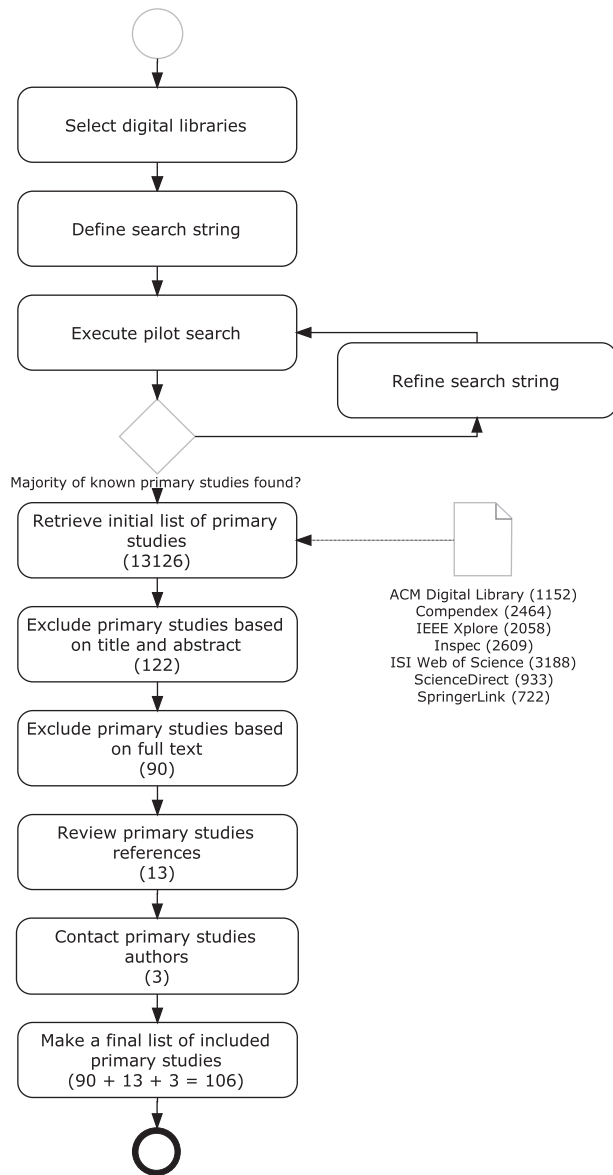 Select digital libraries
Define search string
Execute pilot search
Refine search string
Majority of known primary studies found?
Retrieve initial list of primary
studies
(13126)
ACM Digital Library (1152)
Compendex (2464)
IEEE Xplore (2058)
Inspec (2609)
ISI Web of Science (3188)
ScienceDirect (933)
SpringerLink (722)
Exclude primary studies based
on title and abstract
(122)
Exclude primary studies based
on full text
(90)
Review primary studies
references
(13)
Contact primary studies
authors
(3)
Make a final list of included
primary studies
(90 + 13 + 3 = 106)